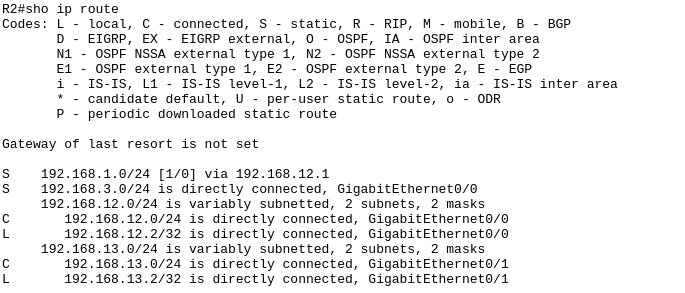 R2#sho ip route
Codes: L - local, C - connected, S - static, R - RIP, M - mobile, B - BGP
       D - EIGRP, EX - EIGRP external, O - OSPF, IA - OSPF inter area
       N1 - OSPF NSSA external type 1, N2 - OSPF NSSA external type 2
       E1 - OSPF external type 1, E2 - OSPF external type 2, E - EGP
       i - IS-IS, L1 - IS-IS level-1, L2 - IS-IS level-2, ia - IS-IS inter area
       * - candidate default, U - per-user static route, o - ODR
       P - periodic downloaded static route

Gateway of last resort is not set

S    192.168.1.0/24 [1/0] via 192.168.12.1
S    192.168.3.0/24 is directly connected, GigabitEthernet0/0
     192.168.12.0/24 is variably subnetted, 2 subnets, 2 masks
C       192.168.12.0/24 is directly connected, GigabitEthernet0/0
L       192.168.12.2/32 is directly connected, GigabitEthernet0/0
     192.168.13.0/24 is variably subnetted, 2 subnets, 2 masks
C       192.168.13.0/24 is directly connected, GigabitEthernet0/1
L       192.168.13.2/32 is directly connected, GigabitEthernet0/1